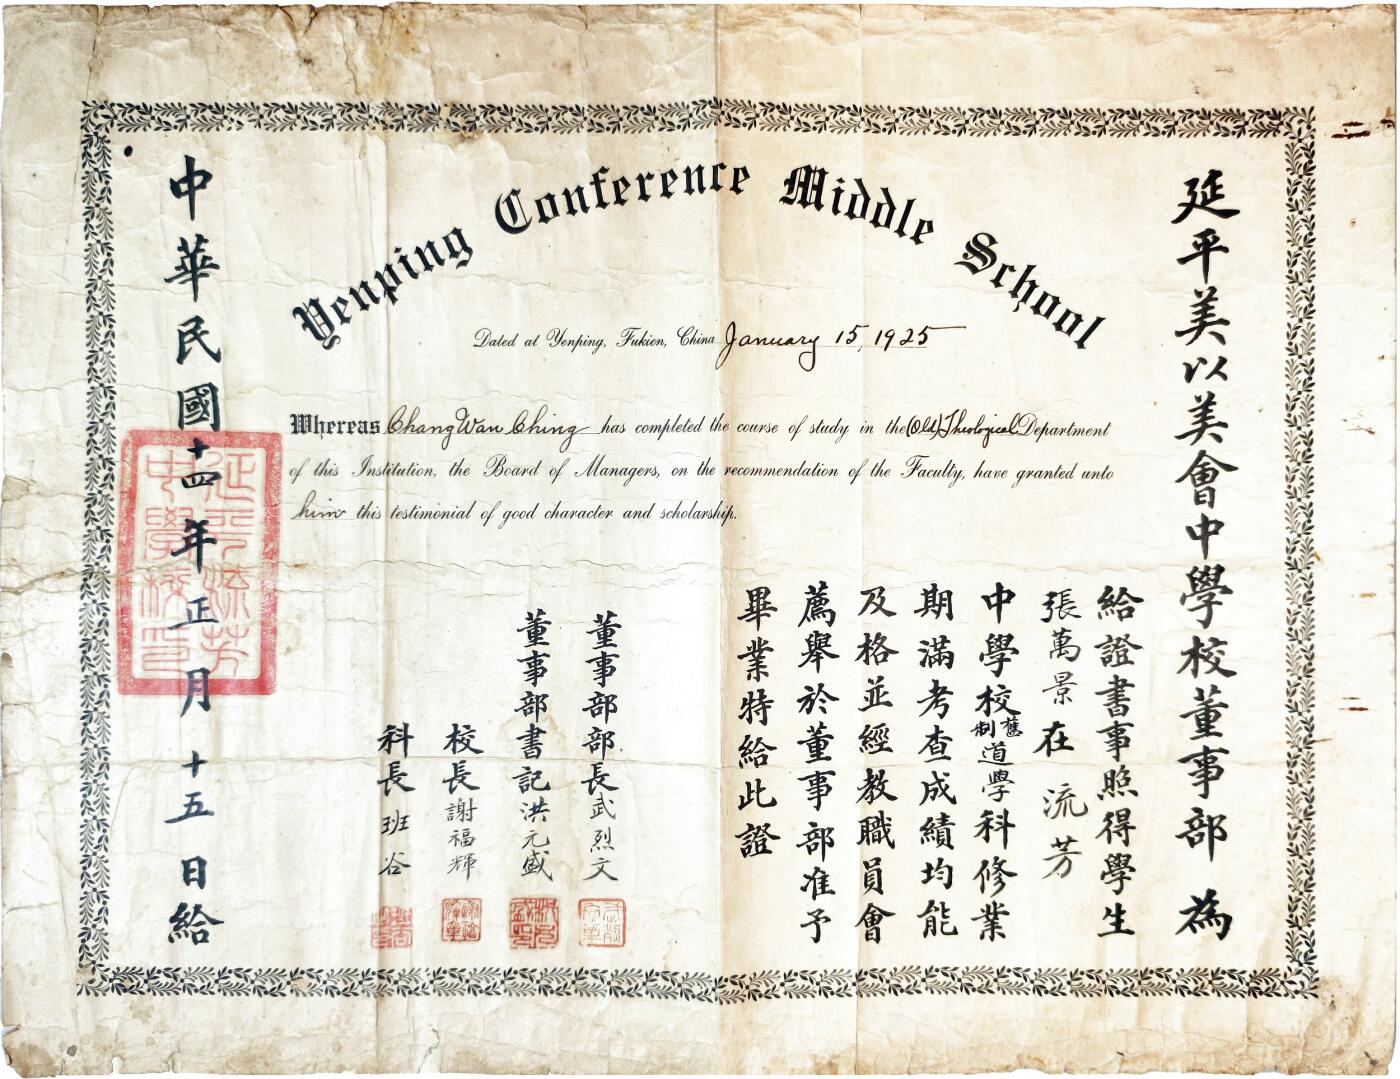 Yenping Conference Middle School
Dated at Yenping, Fukien, China January 15, 1925
Whereas Chang Wan Ching has completed the course of study in the (Old) Theological Department
of this Institution, the Board of Managers, on the recommendation of the Faculty, have granted unto
him this testimonial of good character and scholarship.
延平美以美會中學校董事部 為
給證書事照得學生
張萬景在 流芳
中學校舊制道學科修業
期滿考查成績均能
及格並經教職員會
薦舉於董事部准予
畢業特給此證
董事部部長武烈文
董事部書記洪元盛
校長謝福輝
科長班谷
中華民國十四年正月十五日給
延平流芳
中學校印